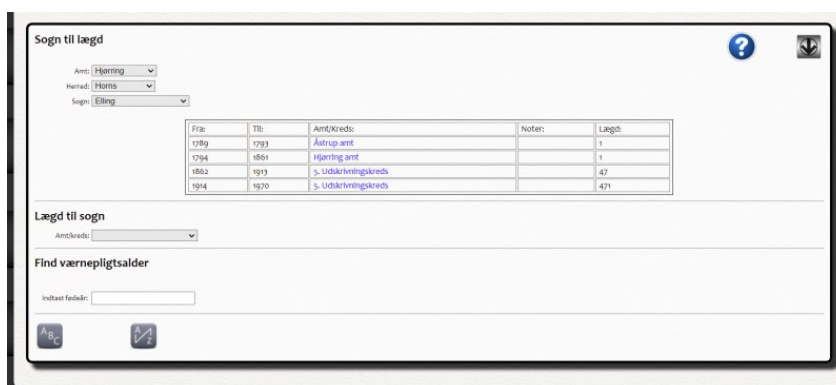 Sogn til lægd
Amt: Hjørring
Herred: Horns
Sogn: Elling
Fra: Til: Amt/Kreds: Noter: Lægd:
1789 1793 Åstrup amt 1
1794 1861 Hjørring amt 1
1862 1913 5. Udskrivningskreds 47
1914 1970 5. Udskrivningskreds 471
Lægd til sogn
Amt/kreds:
Find værnepligtsalder
Indtast fødeår:
ABC
A/Z